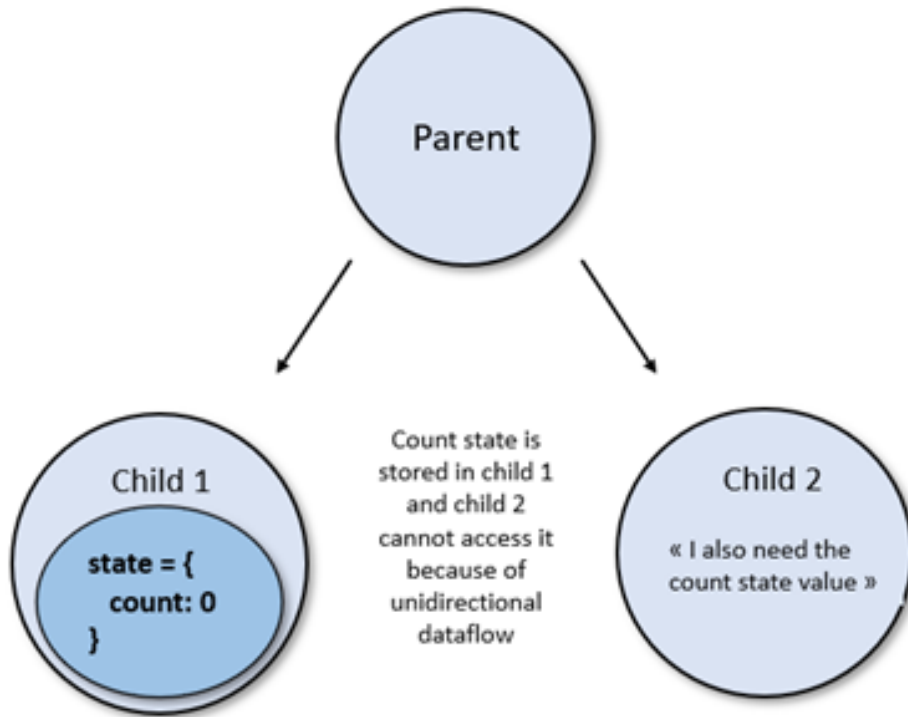 Parent
Child 1
state = {
count: 0
}
Count state is
stored in child 1
and child 2
cannot access it
because of
unidirectional
dataflow
Child 2
« I also need the
count state value »